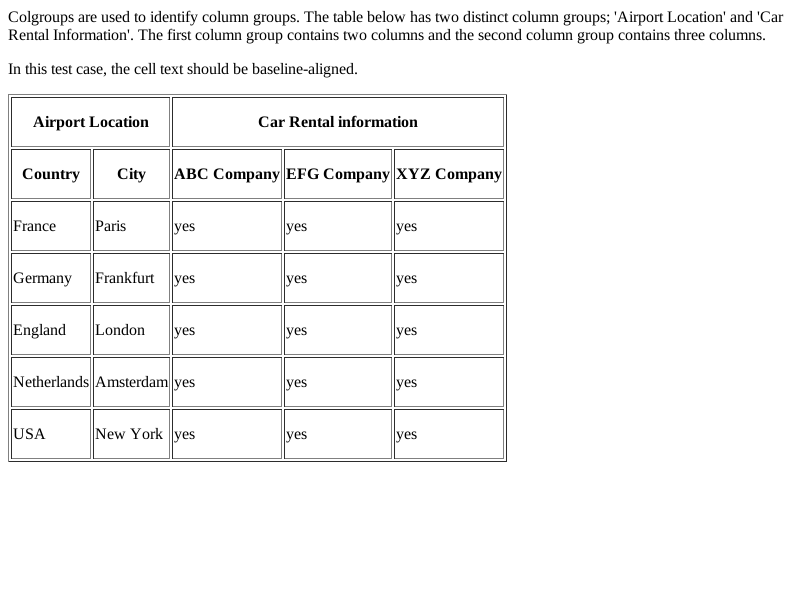 Colgroups are used to identify column groups. The table below has two distinct column groups; 'Airport Location' and 'Car
Rental Information'. The first column group contains two columns and the second column group contains three columns.
In this test case, the cell text should be baseline-aligned.
Airport Location Car Rental information
Country City ABC Company EFG Company XYZ Company
France Paris yes yes yes
Germany Frankfurt yes yes yes
England London yes yes yes
Netherlands Amsterdam yes yes yes
USA New York yes yes yes